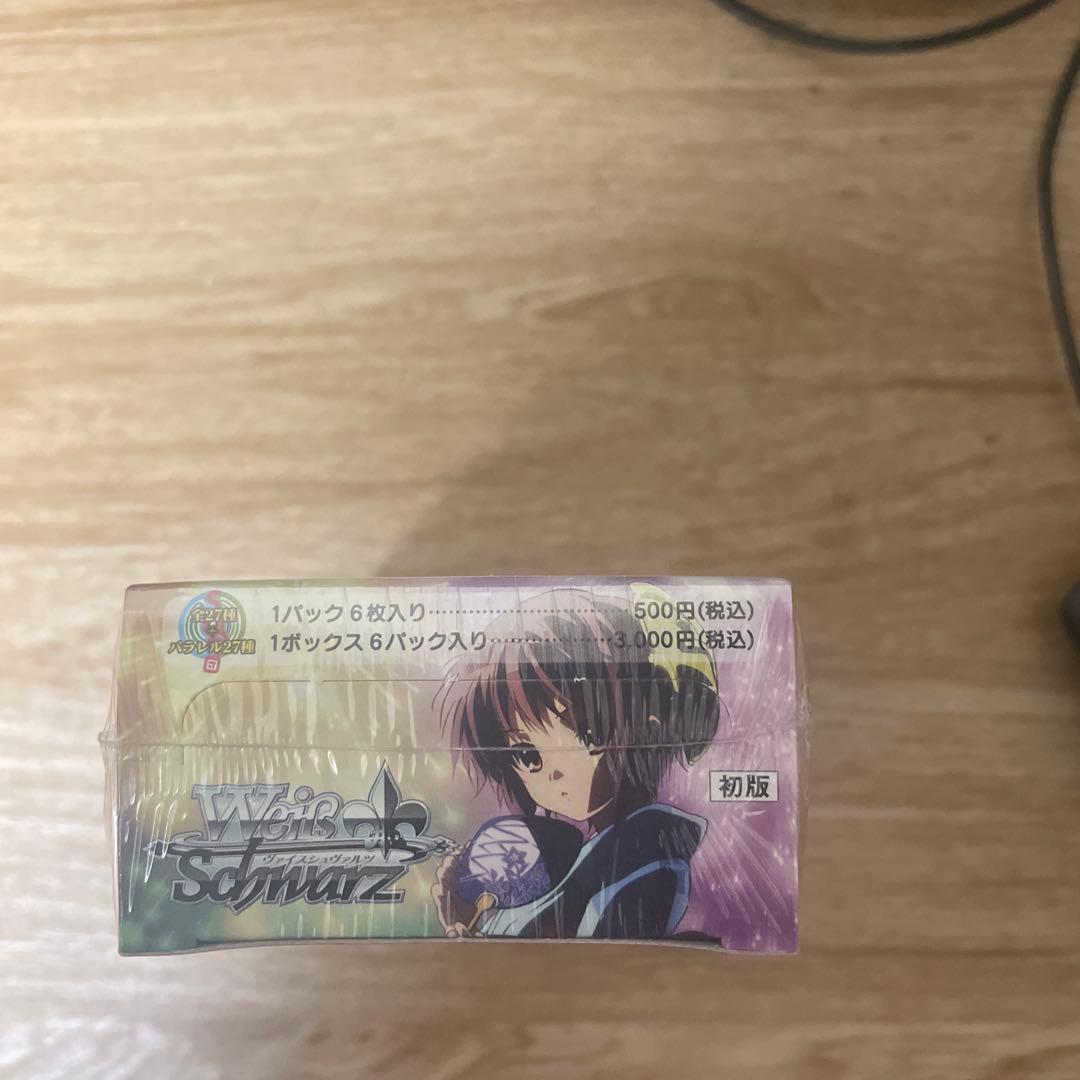 全27種
+
パラレル27種
1パック6枚入り……………………500円(税込)
1ボックス6パック入り……………3,000円(税込)
初版
Weiß
ヴァイスシュヴァルツ
Schwarz